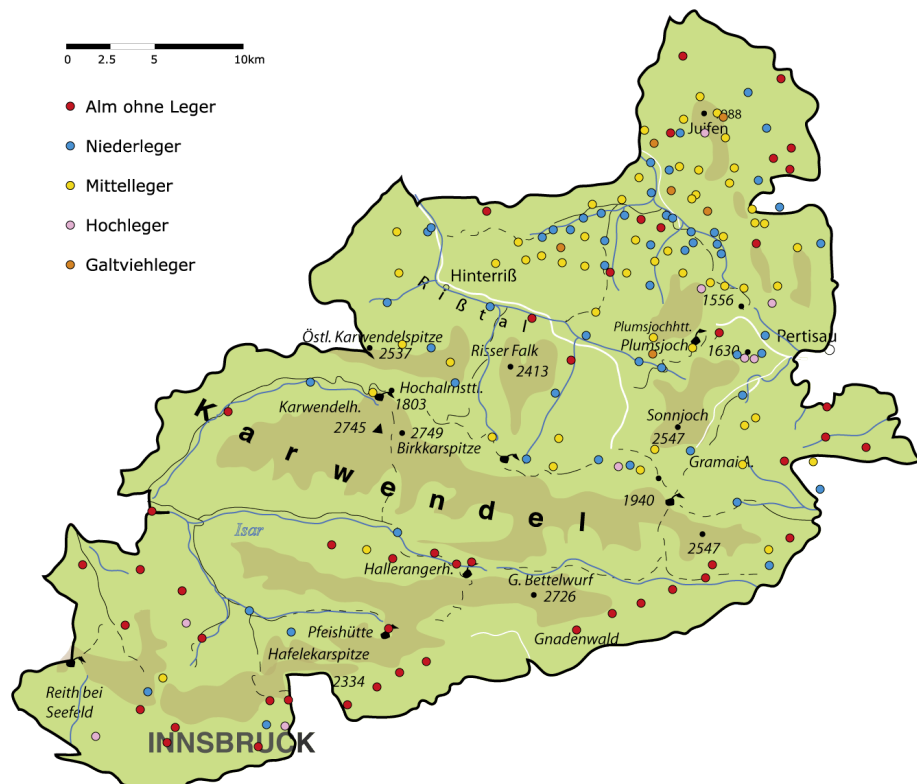 0 2.5 5 10km
Alm ohne Leger
Niederleger
Mittelleger
Hochleger
Galtviehleger
988
Juifen
Hinterriß
Rißtal
1556
Plumsjochhtt.
Plumsjoch
Pertisau
1630
Östl. Karwendelspitze
2537
Risser Falk
2413
Hochalmstti.
1803
Karwendelh.
2745
2749
Birkkarspitze
Sonnjoch
2547
Gramai A.
Karwendel
1940
Isar
2547
Hallerangerh.
G. Bettelwurf
2726
Pfeishütte
Gnadenwald
Hafelekarspitze
2334
Reith bei
Seefeld
INNSBRUCK